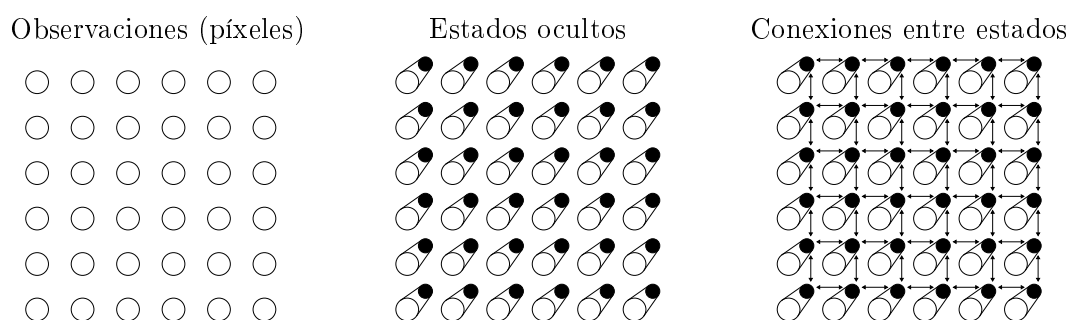 Observaciones (píxeles)
Estados ocultos
Conexiones entre estados